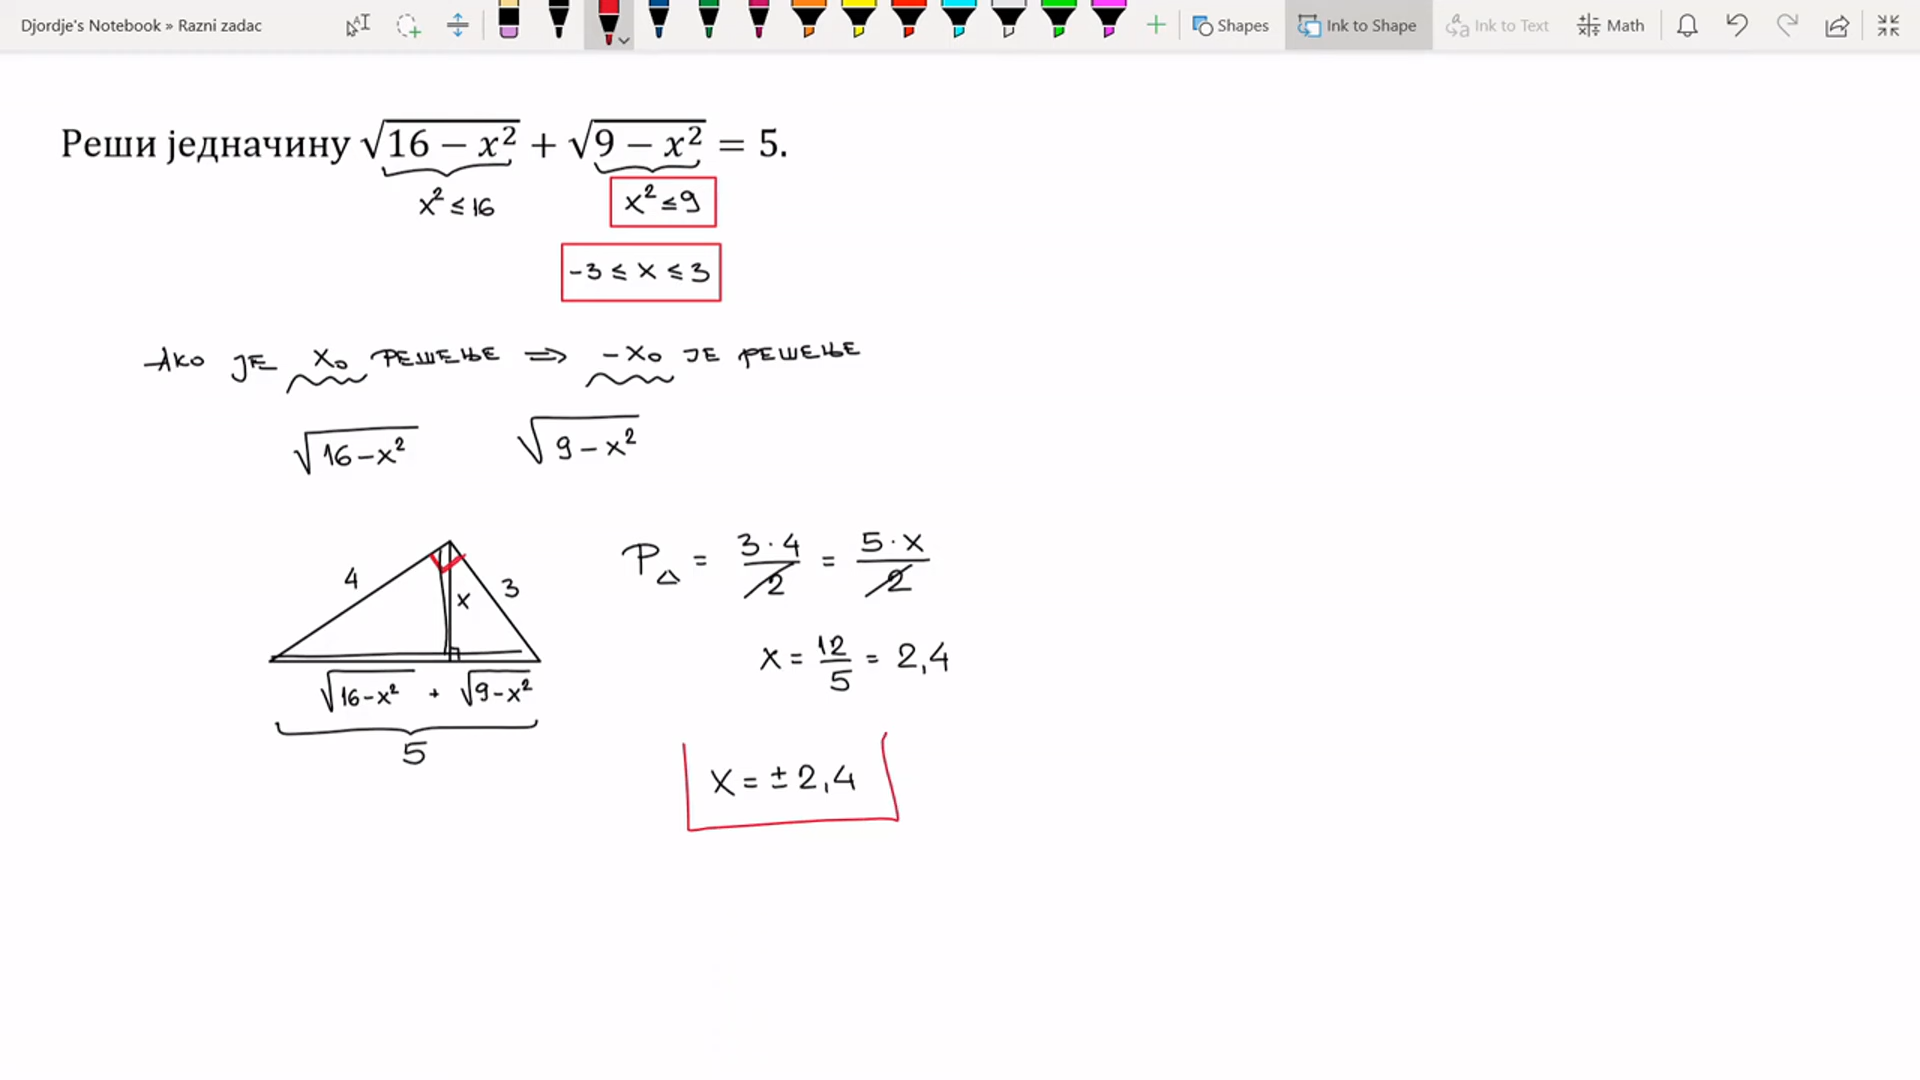 Djordje's Notebook » Razni zadac
Shapes
Ink to Shape
Ink to Text
Math
Реши једначину √(16 − x²) + √(9 − x²) = 5.
x² ≤ 16
x² ≤ 9
-3 ≤ x ≤ 3
Ако је x₀ решење ⇒ -x₀ је решење
√(16-x²) √(9-x²)
4
x
3
√(16-x²) + √(9-x²)
5
P△ = 3·4/2 = 5·x/2
x = 12/5 = 2,4
x = ±2,4